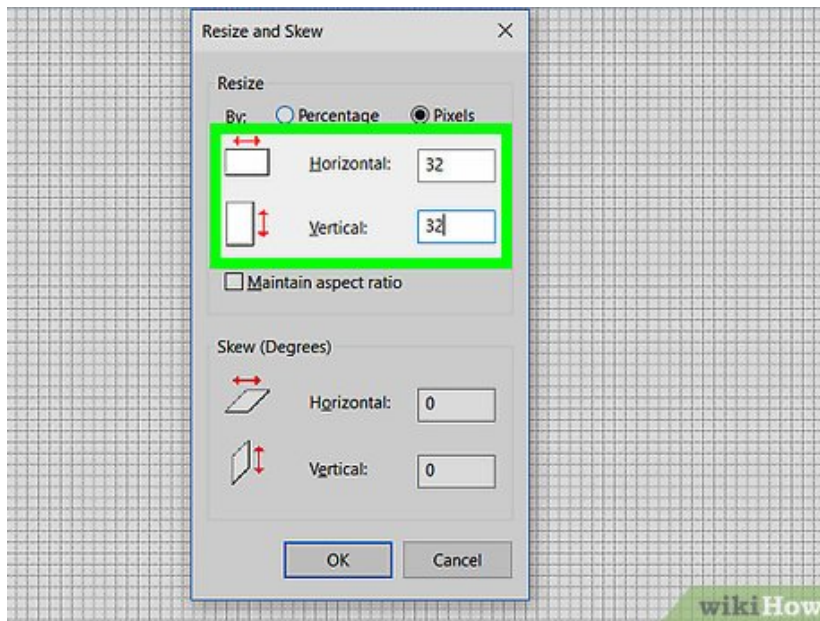 Resize and Skew
Resize
By: Percentage Pixels
Horizontal: 32
Vertical: 32
Maintain aspect ratio
Skew (Degrees)
Horizontal: 0
Vertical: 0
OK Cancel
wikiHow